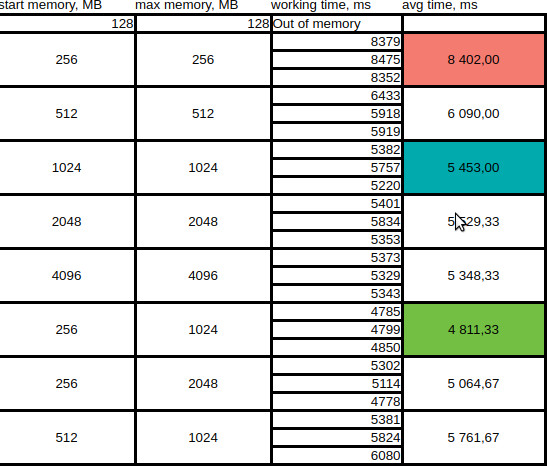 start memory, MB max memory, MB working time, ms avg time, ms
128 128 Out of memory
256 256 8379 8475 8352 8 402,00
512 512 6433 5918 5919 6 090,00
1024 1024 5382 5757 5220 5 453,00
2048 2048 5401 5834 5353
4096 4096 5373 5329 5343 5 348,33
256 1024 4785 4799 4850 4 811,33
256 2048 5302 5114 4778 5 064,67
512 1024 5381 5824 6080 5 761,67